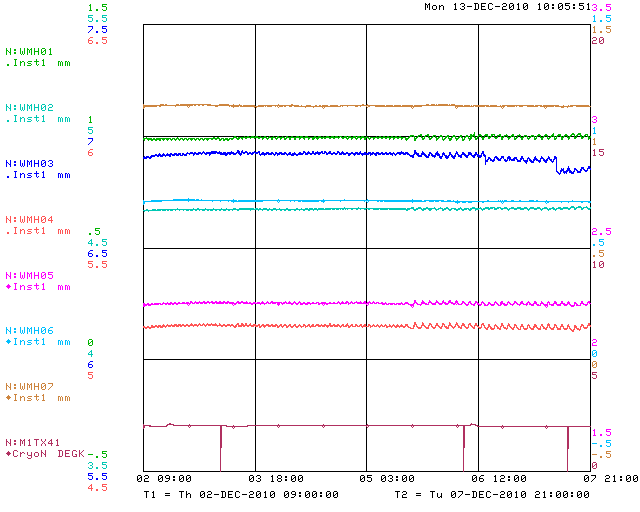 Mon 13-DEC-2010 10:05:51
1.5
5.5
7.5
6.5
3.5
1.5
1.5
20
N:WMH01
.Inst1 mm
N:WMH02
.Inst1 mm
1
5
7
6
3
1
1
15
N:WMH03
.Inst1 mm
N:WMH04
.Inst1 mm
.5
4.5
6.5
5.5
2.5
.5
.5
10
N:WMH05
◆Inst1 mm
N:WMH06
◆Inst1 mm
0
4
6
5
2
0
0
5
N:WMH07
◆Inst1 mm
N:M1TX41
◆CryoN DEGK
-.5
3.5
5.5
4.5
1.5
-.5
-.5
0
02 09:00 03 18:00 05 03:00 06 12:00 07 21:00
T1 = Th 02-DEC-2010 09:00:00 T2 = Tu 07-DEC-2010 21:00:00